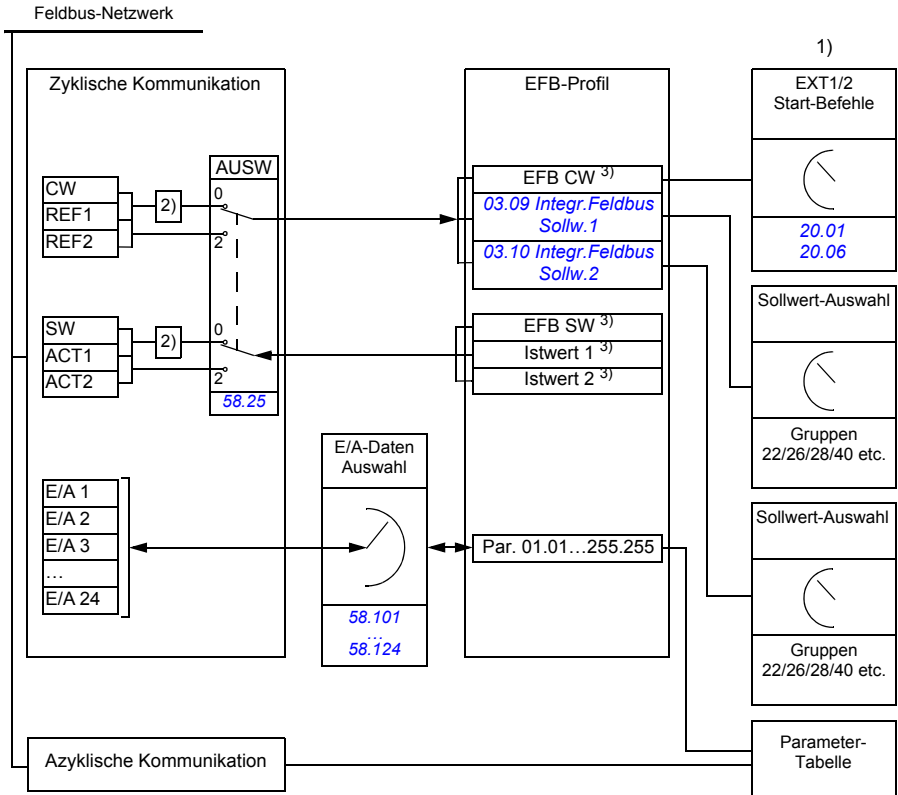 Feldbus-Netzwerk
1)
Zyklische Kommunikation
EFB-Profil
EXT1/2
Start-Befehle
AUSW
CW
REF1
REF2
2)
0
2
EFB CW 3)
03.09 Integr.Feldbus
Sollw.1
03.10 Integr.Feldbus
Sollw.2
20.01
20.06
SW
ACT1
ACT2
2)
0
2
58.25
EFB SW 3)
Istwert 1 3)
Istwert 2 3)
Sollwert-Auswahl
Gruppen
22/26/28/40 etc.
E/A-Daten
Auswahl
E/A 1
E/A 2
E/A 3
...
E/A 24
58.101
...
58.124
Par. 01.01…255.255
Sollwert-Auswahl
Gruppen
22/26/28/40 etc.
Azyklische Kommunikation
Parameter-
Tabelle